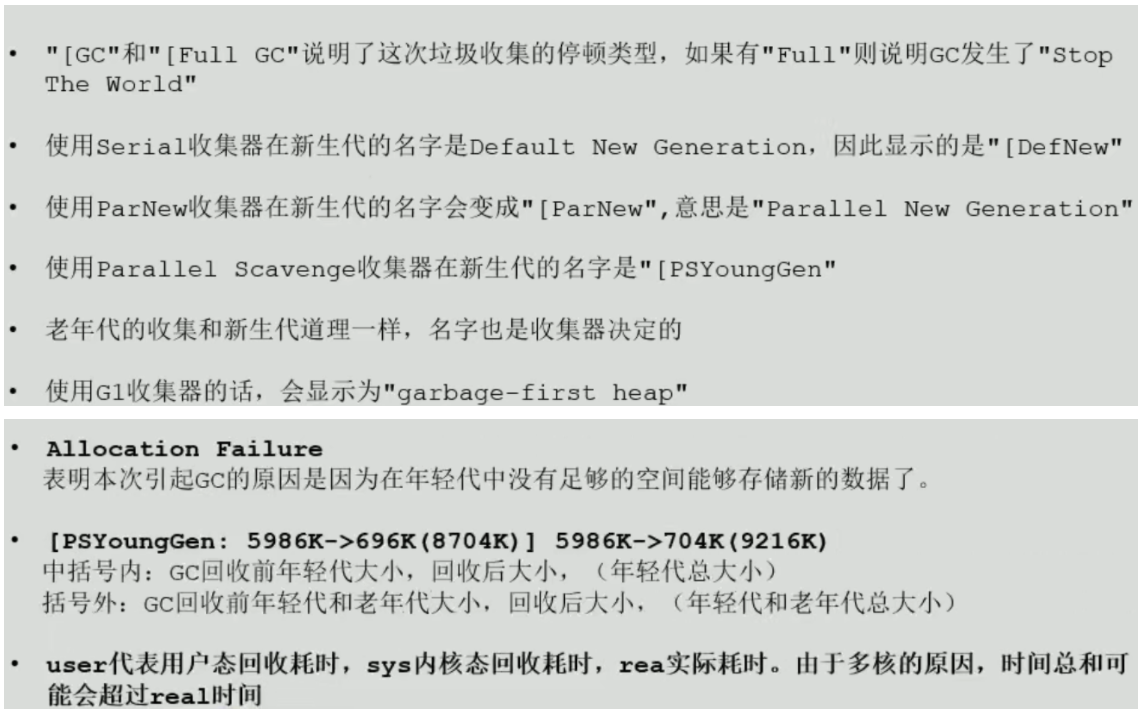 • "[GC"和"[Full GC"说明了这次垃圾收集的停顿类型，如果有"Full"则说明GC发生了"Stop
The World"
• 使用Serial收集器在新生代的名字是Default New Generation，因此显示的是"[DefNew"
• 使用ParNew收集器在新生代的名字会变成"[ParNew",意思是"Parallel New Generation"
• 使用Parallel Scavenge收集器在新生代的名字是"[PSYoungGen"
• 老年代的收集和新生代道理一样，名字也是收集器决定的
• 使用G1收集器的话，会显示为"garbage-first heap"
• Allocation Failure
表明本次引起GC的原因是因为在年轻代中没有足够的空间能够存储新的数据了。
• [PSYoungGen: 5986K->696K(8704K)] 5986K->704K(9216K)
中括号内：GC回收前年轻代大小，回收后大小，（年轻代总大小）
括号外：GC回收前年轻代和老年代大小，回收后大小，（年轻代和老年代总大小）
• user代表用户态回收耗时，sys内核态回收耗时，rea实际耗时。由于多核的原因，时间总和可
能会超过real时间